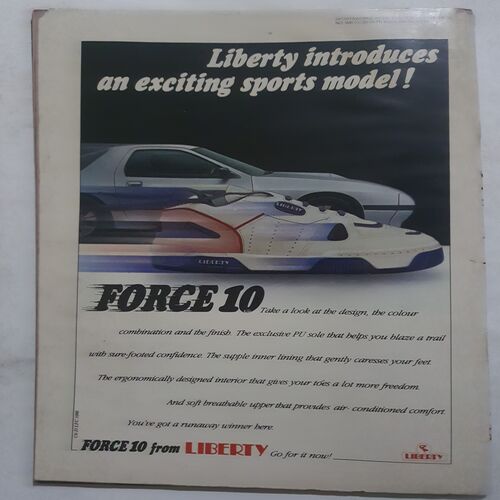 Liberty introduces
an exciting sports model!
LIBERTY
LIBERTY
FORCE 10 Take a look at the design, the colour
combination and the finish. The exclusive PU sole that helps you blaze a trail
with sure-footed confidence. The supple inner lining that gently caresses your feet.
The ergonomically designed interior that gives your toes a lot more freedom.
And soft breathable upper that provides air-conditioned comfort.
You've got a runaway winner here.
FORCE 10 from LIBERTY Go for it now!
LIBERTY